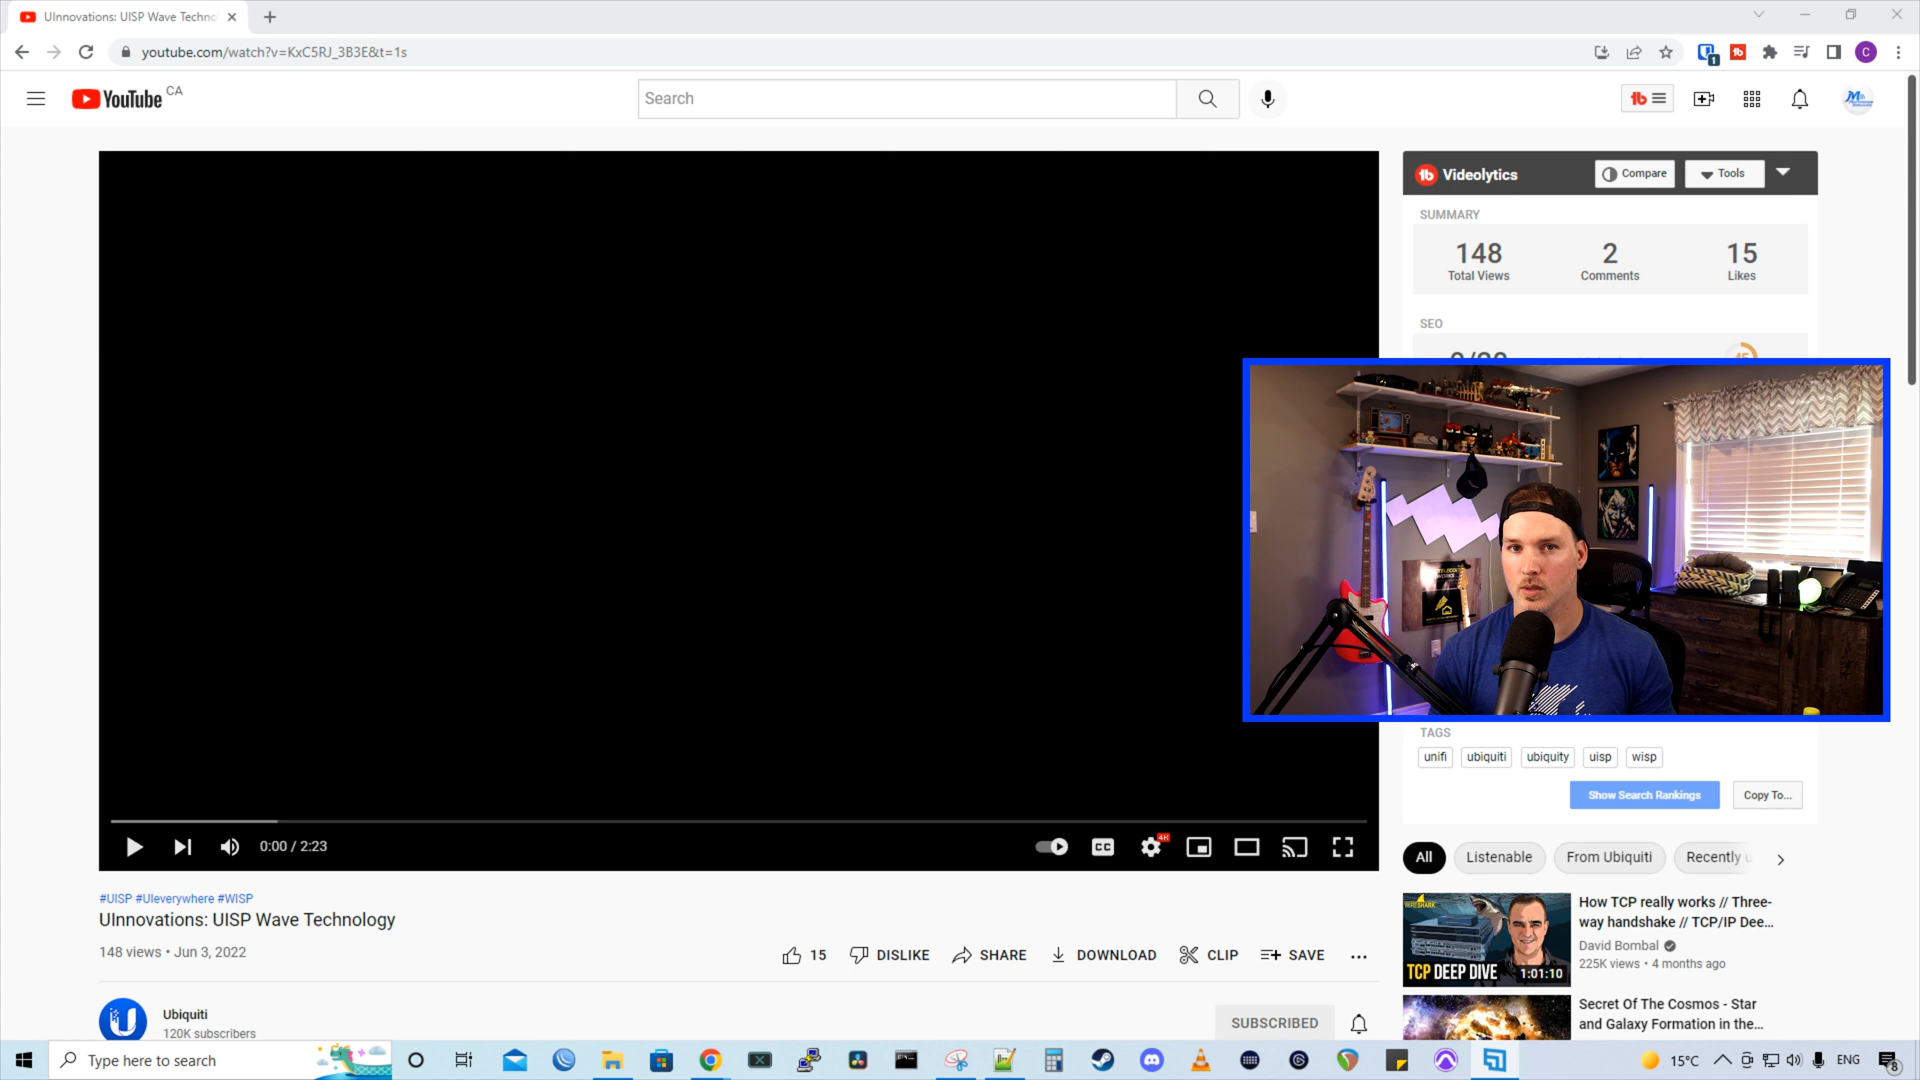 UInnovations: UISP Wave Techno
youtube.com/watch?v=KxC5RJ_3B3E&t=1s
1
C
YouTube CA
Search
Videolytics
Compare
Tools
SUMMARY
148
2
15
Total Views
Comments
Likes
SEO
TAGS
unifi
ubiquiti
ubiquity
uisp
wisp
Show Search Rankings
Copy To...
0:00 / 2:23
CC
4K
All
Listenable
From Ubiquiti
Recently u
#UISP #UIeverywhere #WISP
UInnovations: UISP Wave Technology
148 views • Jun 3, 2022
15
DISLIKE
SHARE
DOWNLOAD
CLIP
SAVE
Ubiquiti
120K subscribers
SUBSCRIBED
WIRESHARK
TCP DEEP DIVE
1:01:10
How TCP really works // Three-
way handshake // TCP/IP Dee...
David Bombal
225K views • 4 months ago
Secret Of The Cosmos - Star
and Galaxy Formation in the...
Type here to search
15°C
ENG
8